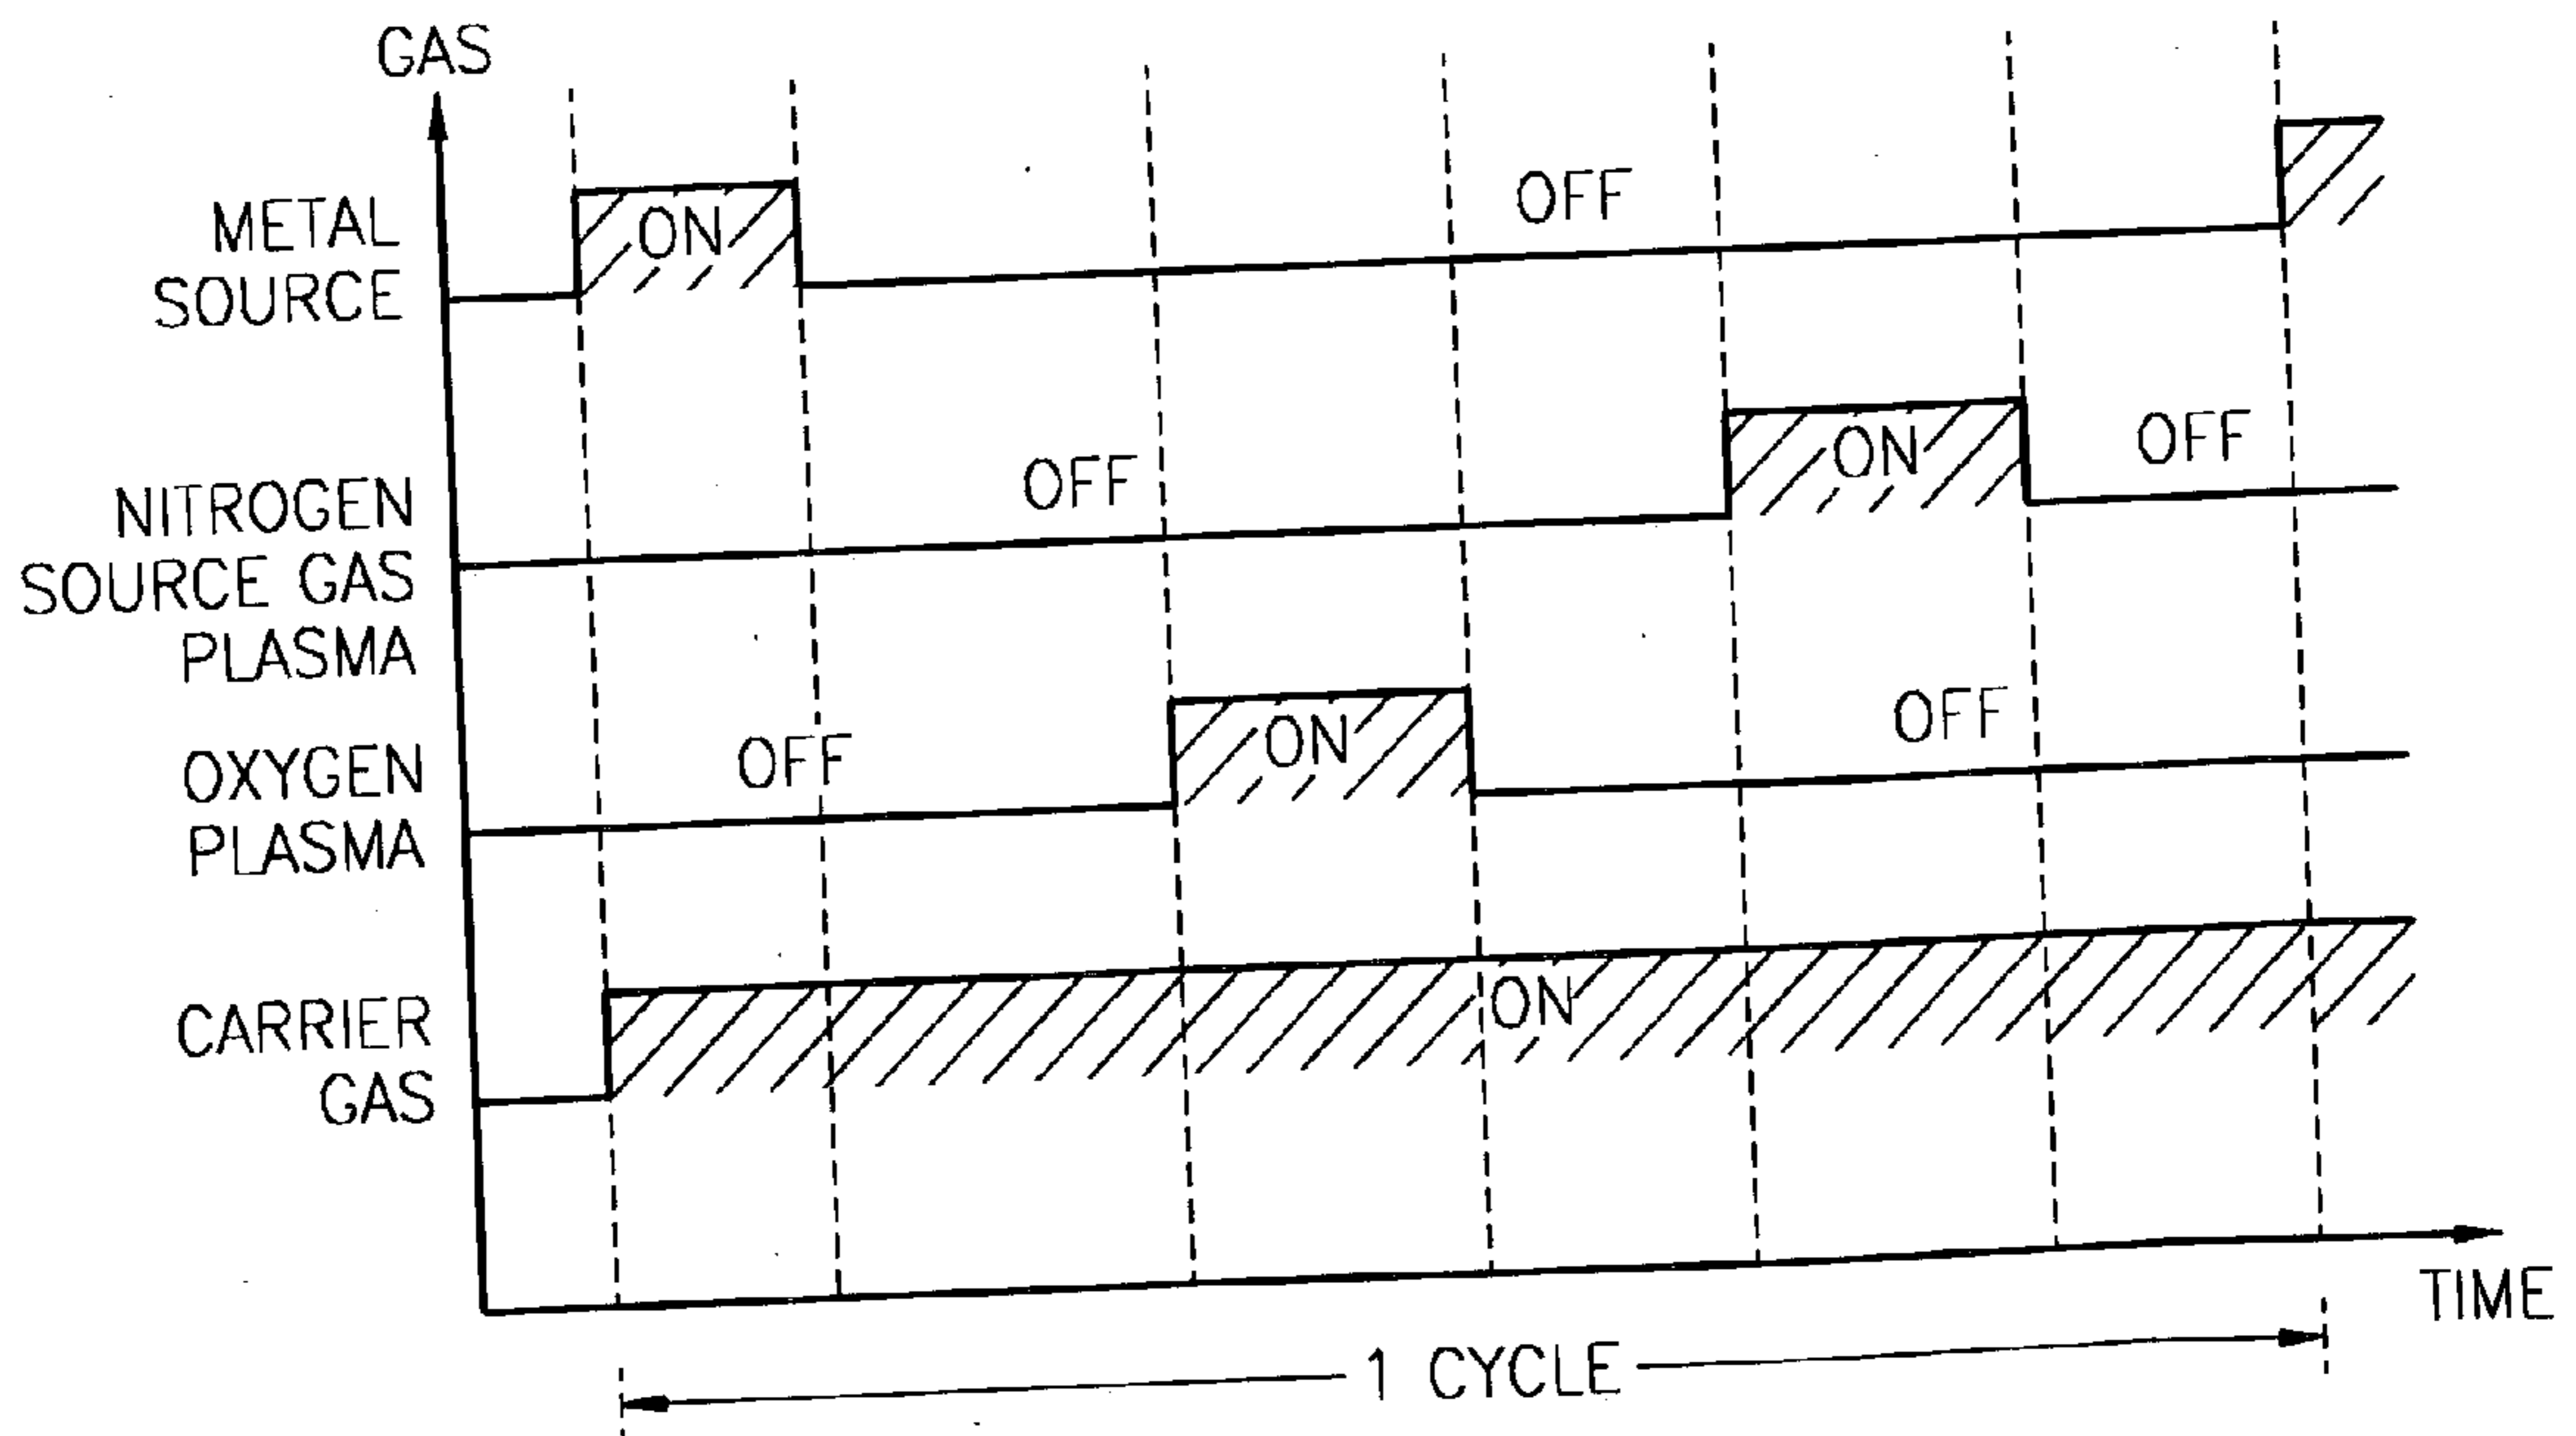 GAS
METAL
SOURCE
ON
OFF
NITROGEN
SOURCE GAS
PLASMA
OFF
ON
OFF
OXYGEN
PLASMA
OFF
ON
OFF
CARRIER
GAS
ON
TIME
1 CYCLE